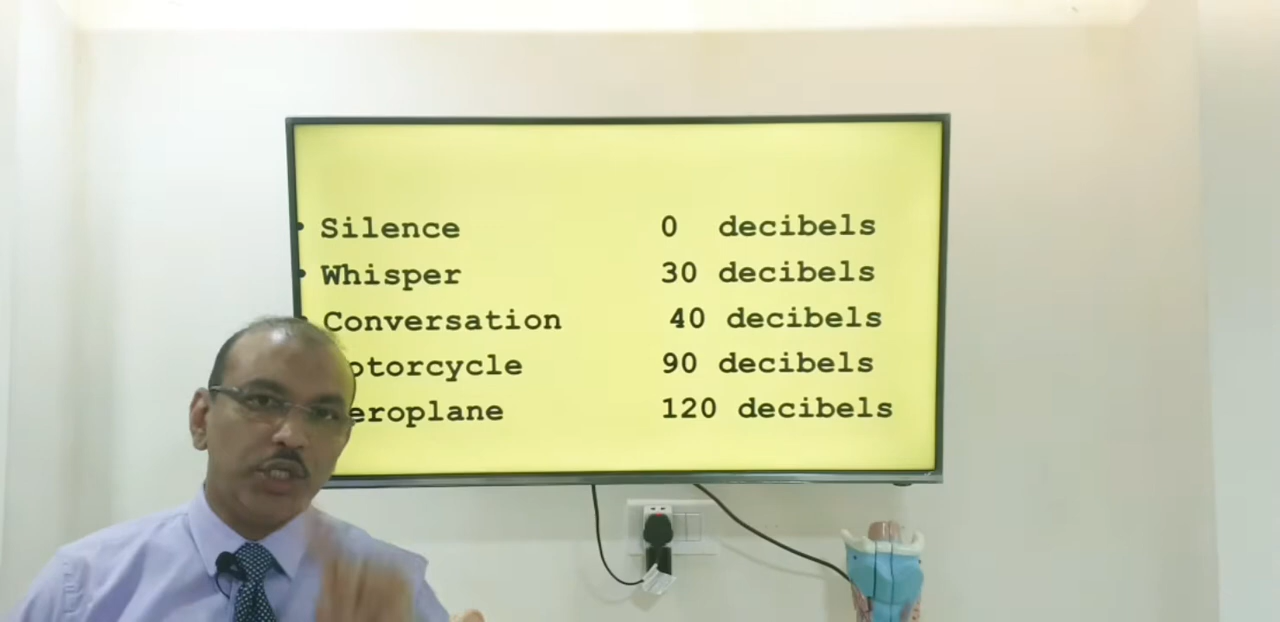 • Silence 0 decibels
• Whisper 30 decibels
Conversation 40 decibels
otorcycle 90 decibels
eroplane 120 decibels